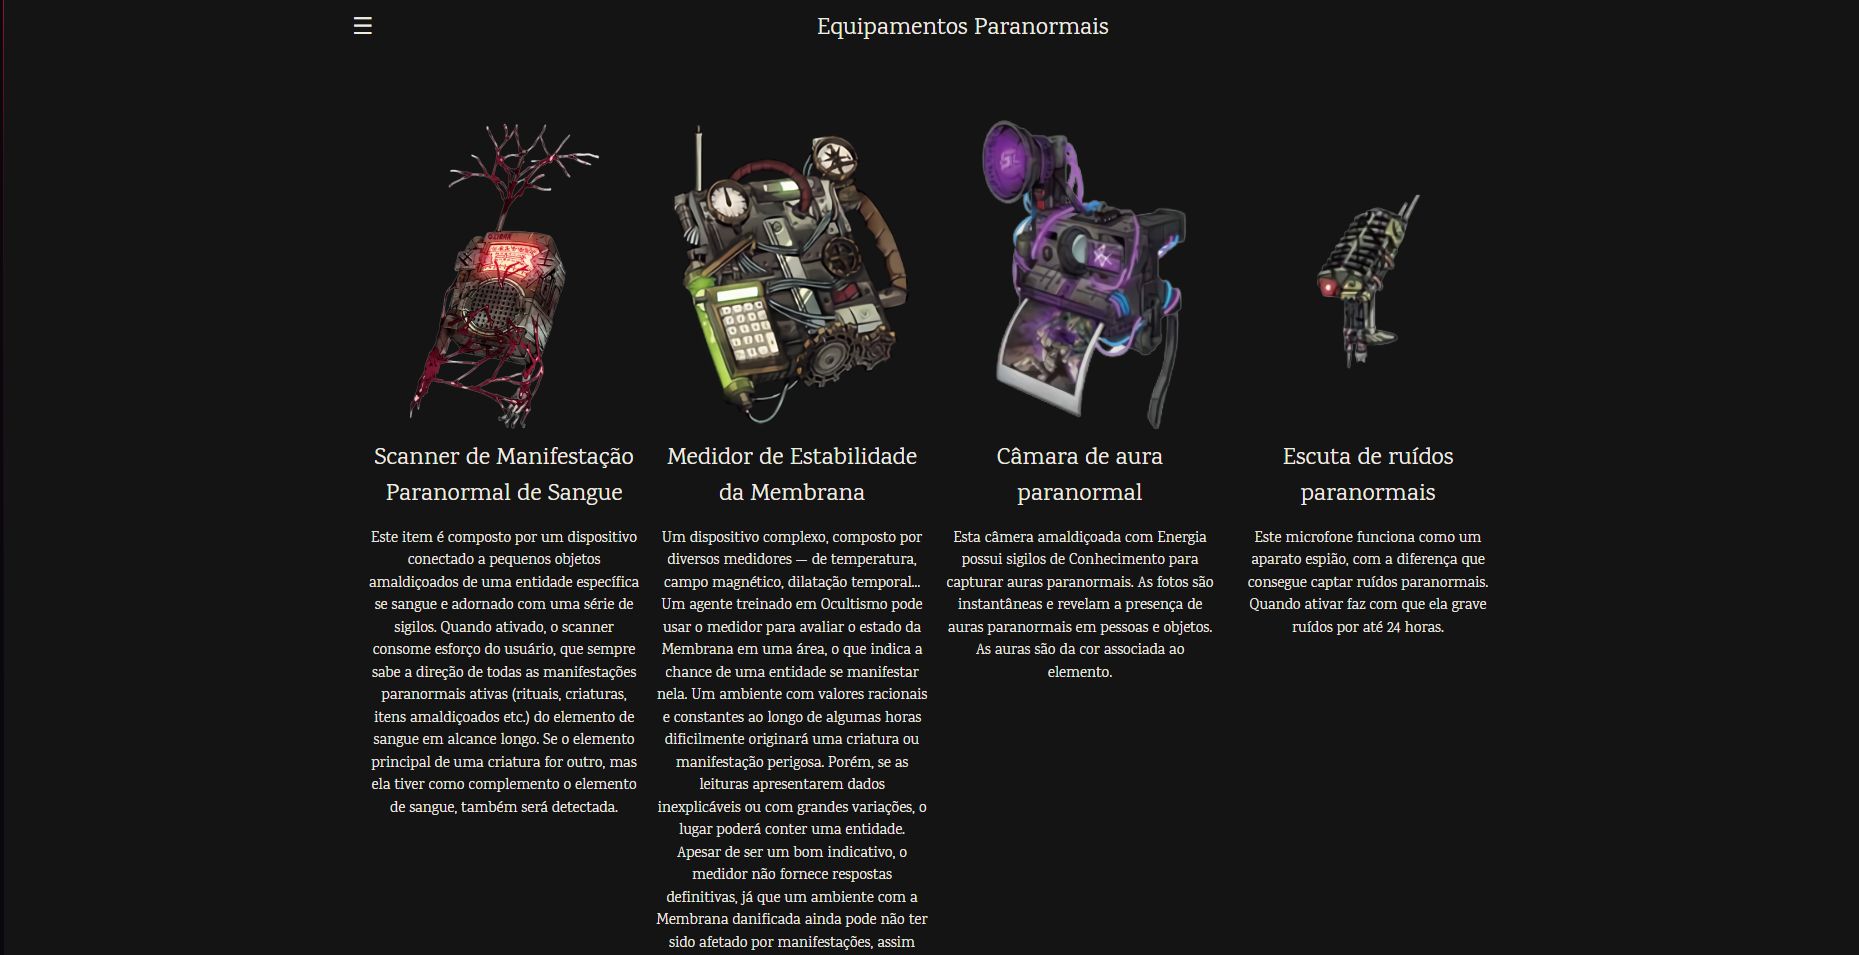 Equipamentos Paranormais
Scanner de Manifestação
Paranormal de Sangue
Este item é composto por um dispositivo
conectado a pequenos objetos
amaldiçoados de uma entidade específica
se sangue e adornado com uma série de
sigilos. Quando ativado, o scanner
consome esforço do usuário, que sempre
sabe a direção de todas as manifestações
paranormais ativas (rituais, criaturas,
itens amaldiçoados etc.) do elemento de
sangue em alcance longo. Se o elemento
principal de uma criatura for outro, mas
ela tiver como complemento o elemento
de sangue, também será detectada.
Medidor de Estabilidade
da Membrana
Um dispositivo complexo, composto por
diversos medidores — de temperatura,
campo magnético, dilatação temporal...
Um agente treinado em Ocultismo pode
usar o medidor para avaliar o estado da
Membrana em uma área, o que indica a
chance de uma entidade se manifestar
nela. Um ambiente com valores racionais
e constantes ao longo de algumas horas
dificilmente originará uma criatura ou
manifestação perigosa. Porém, se as
leituras apresentarem dados
inexplicáveis ou com grandes variações, o
lugar poderá conter uma entidade.
Apesar de ser um bom indicativo, o
medidor não fornece respostas
definitivas, já que um ambiente com a
Membrana danificada ainda pode não ter
sido afetado por manifestações, assim
Câmara de aura
paranormal
Esta câmera amaldiçoada com Energia
possui sigilos de Conhecimento para
capturar auras paranormais. As fotos são
instantâneas e revelam a presença de
auras paranormais em pessoas e objetos.
As auras são da cor associada ao
elemento.
Escuta de ruídos
paranormais
Este microfone funciona como um
aparato espião, com a diferença que
consegue captar ruídos paranormais.
Quando ativar faz com que ela grave
ruídos por até 24 horas.